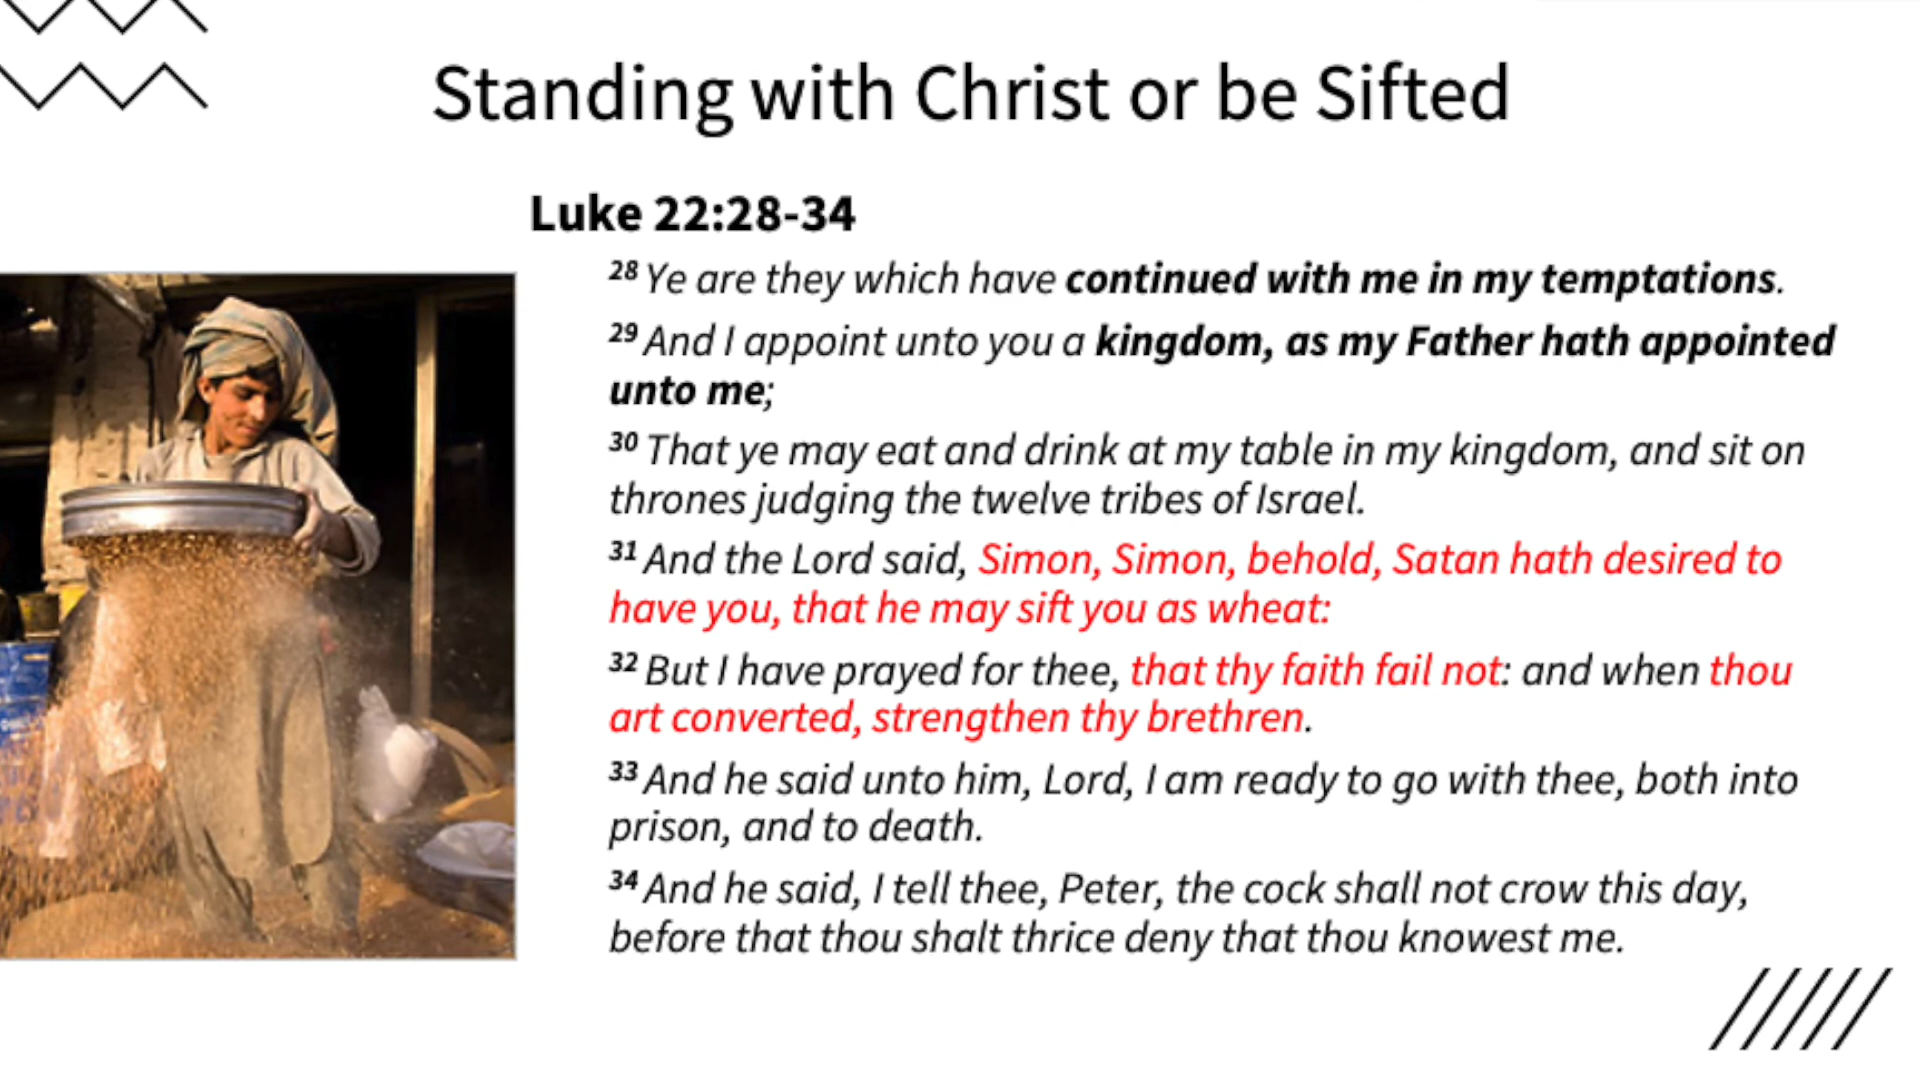 Standing with Christ or be Sifted
Luke 22:28-34
28 Ye are they which have continued with me in my temptations.
29 And I appoint unto you a kingdom, as my Father hath appointed
unto me;
30 That ye may eat and drink at my table in my kingdom, and sit on
thrones judging the twelve tribes of Israel.
31 And the Lord said, Simon, Simon, behold, Satan hath desired to
have you, that he may sift you as wheat:
32 But I have prayed for thee, that thy faith fail not: and when thou
art converted, strengthen thy brethren.
33 And he said unto him, Lord, I am ready to go with thee, both into
prison, and to death.
34 And he said, I tell thee, Peter, the cock shall not crow this day,
before that thou shalt thrice deny that thou knowest me.